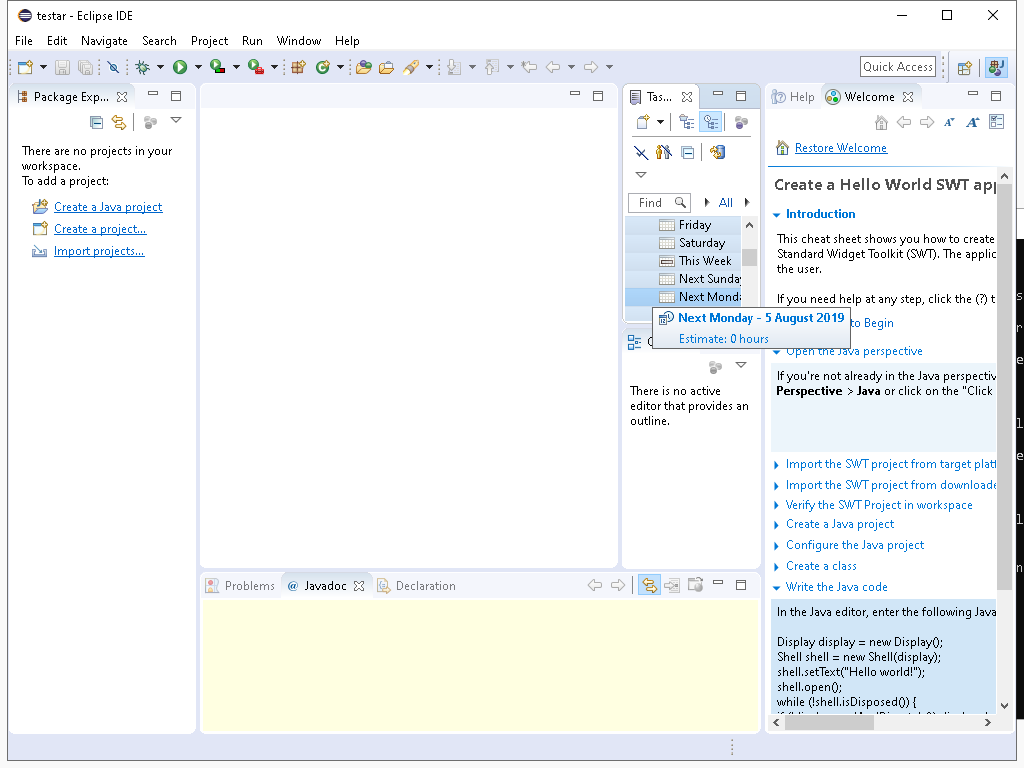 testar - Eclipse IDE
File Edit Navigate Search Project Run Window Help
Quick Access
Package Exp...
There are no projects in your
workspace.
To add a project:
Create a Java project
Create a project...
Import projects...
Tas...
Find
All
Friday
Saturday
This Week
Next Sunday
Next Mond
Next Monday - 5 August 2019
Estimate: 0 hours
There is no active
editor that provides an
outline.
Help
Welcome
Restore Welcome
Create a Hello World SWT app
Introduction
This cheat sheet shows you how to create
Standard Widget Toolkit (SWT). The applic
the user.
If you need help at any step, click the (?) t
to Begin
Open the Java perspective
If you're not already in the Java perspectiv
Perspective > Java or click on the "Click
Import the SWT project from target platf
Import the SWT project from downloade
Verify the SWT Project in workspace
Create a Java project
Configure the Java project
Create a class
Write the Java code
In the Java editor, enter the following Java
Display display = new Display();
Shell shell = new Shell(display);
shell.setText("Hello world!");
shell.open();
while (!shell.isDisposed()) {
Problems
@ Javadoc
Declaration